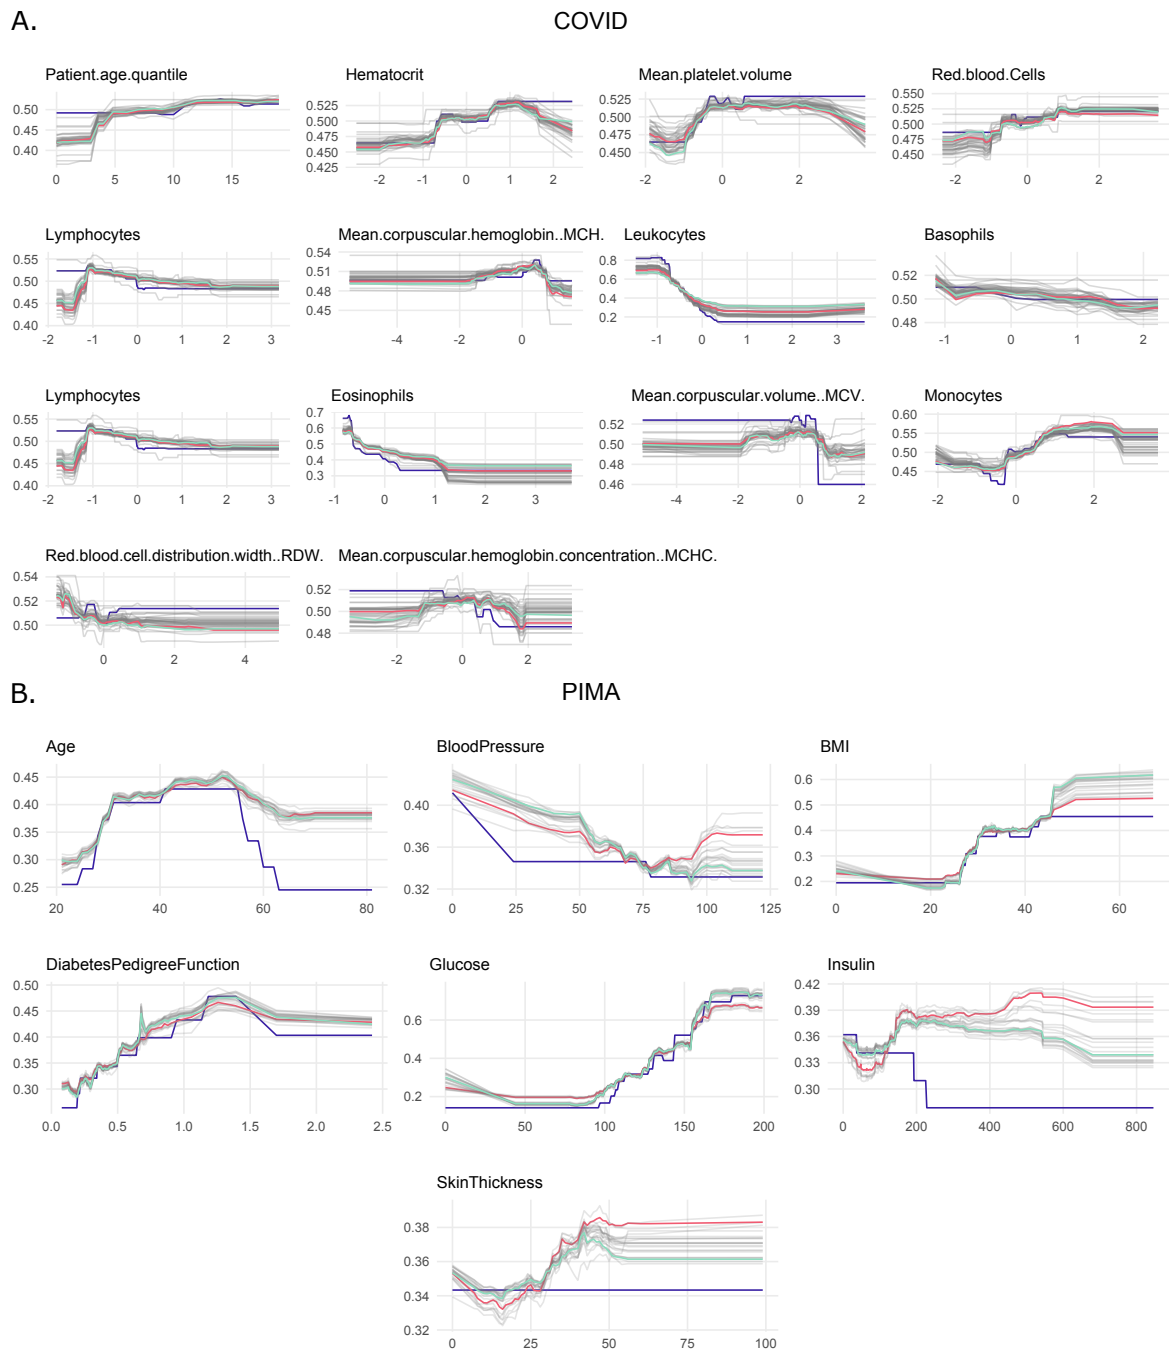 A.
COVID
Patient.age.quantile
0.50
0.45
0.40
0 5 10 15
Hematocrit
0.525
0.500
0.475
0.450
0.425
-2 -1 0 1 2
Mean.platelet.volume
0.525
0.500
0.475
0.450
-2 0 2
Red.blood.Cells
0.550
0.525
0.500
0.475
0.450
-2 0 2
Lymphocytes
0.55
0.50
0.45
0.40
-2 -1 0 1 2 3
Mean.corpuscular.hemoglobin..MCH.
0.54
0.51
0.48
0.45
-4 -2 0
Leukocytes
0.8
0.6
0.4
0.2
-1 0 1 2 3
Basophils
0.52
0.50
0.48
-1 0 1 2
Lymphocytes
0.55
0.50
0.45
0.40
-2 -1 0 1 2 3
Eosinophils
0.7
0.6
0.5
0.4
0.3
-1 0 1 2 3
Mean.corpuscular.volume..MCV.
0.52
0.50
0.48
0.46
-4 -2 0 2
Monocytes
0.60
0.55
0.50
0.45
-2 0 2
Red.blood.cell.distribution.width..RDW.
0.54
0.52
0.50
0 2 4
Mean.corpuscular.hemoglobin.concentration..MCHC.
0.52
0.50
0.48
-2 0 2
B.
PIMA
Age
0.45
0.40
0.35
0.30
0.25
20 40 60 80
BloodPressure
0.40
0.36
0.32
0 25 50 75 100 125
BMI
0.6
0.5
0.4
0.3
0.2
0 20 40 60
DiabetesPedigreeFunction
0.50
0.45
0.40
0.35
0.30
0.0 0.5 1.0 1.5 2.0 2.5
Glucose
0.6
0.4
0.2
0 50 100 150 200
Insulin
0.42
0.39
0.36
0.33
0.30
0 200 400 600 800
SkinThickness
0.38
0.36
0.34
0.32
0 25 50 75 100